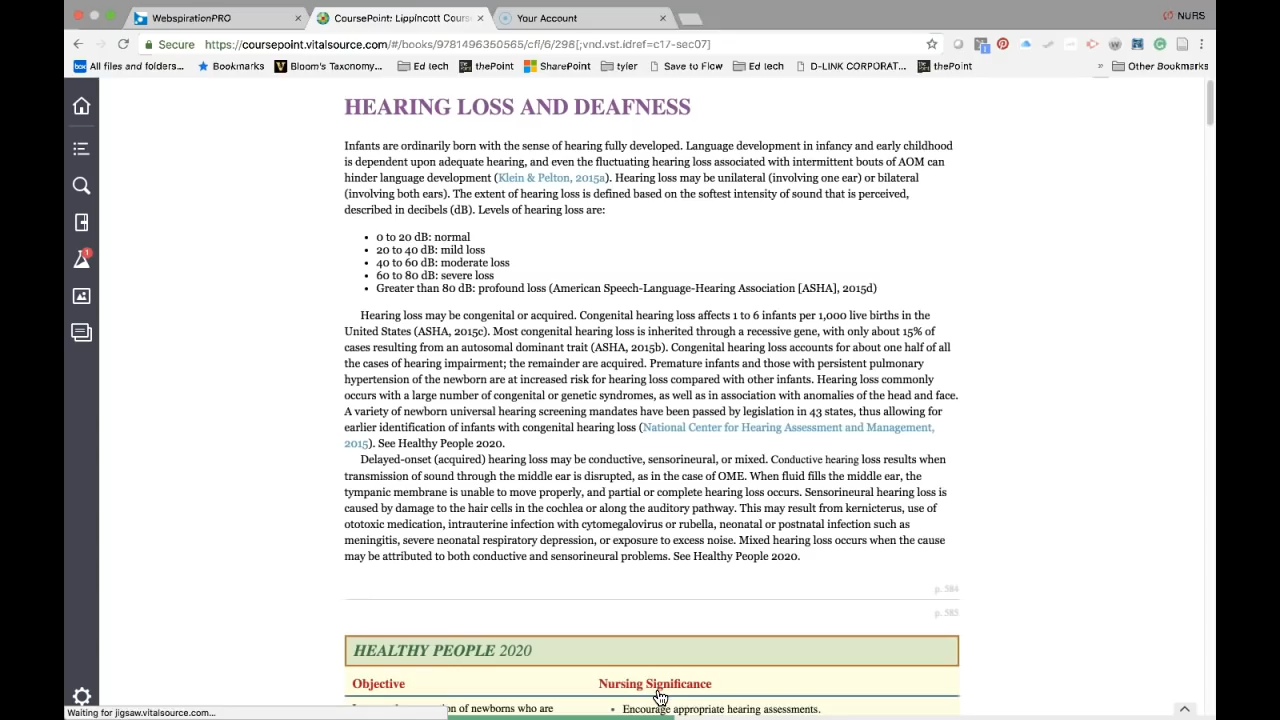 WebspirationPRO
CoursePoint: Lippincott Cours
Your Account
NURS
Secure
https://coursepoint.vitalsource.com/#/books/9781496350565/cfi/6/298[;vnd.vst.idref=c17-sec07]
All files and folders... Bookmarks Bloom's Taxonomy... Ed tech thePoint SharePoint tyler Save to Flow Ed tech D-LINK CORPORAT... thePoint » Other Bookmarks
1
HEARING LOSS AND DEAFNESS
Infants are ordinarily born with the sense of hearing fully developed. Language development in infancy and early childhood
is dependent upon adequate hearing, and even the fluctuating hearing loss associated with intermittent bouts of AOM can
hinder language development (Klein & Pelton, 2015a). Hearing loss may be unilateral (involving one ear) or bilateral
(involving both ears). The extent of hearing loss is defined based on the softest intensity of sound that is perceived,
described in decibels (dB). Levels of hearing loss are:
• 0 to 20 dB: normal
• 20 to 40 dB: mild loss
• 40 to 60 dB: moderate loss
• 60 to 80 dB: severe loss
• Greater than 80 dB: profound loss (American Speech-Language-Hearing Association [ASHA], 2015d)
Hearing loss may be congenital or acquired. Congenital hearing loss affects 1 to 6 infants per 1,000 live births in the
United States (ASHA, 2015c). Most congenital hearing loss is inherited through a recessive gene, with only about 15% of
cases resulting from an autosomal dominant trait (ASHA, 2015b). Congenital hearing loss accounts for about one half of all
the cases of hearing impairment; the remainder are acquired. Premature infants and those with persistent pulmonary
hypertension of the newborn are at increased risk for hearing loss compared with other infants. Hearing loss commonly
occurs with a large number of congenital or genetic syndromes, as well as in association with anomalies of the head and face.
A variety of newborn universal hearing screening mandates have been passed by legislation in 43 states, thus allowing for
earlier identification of infants with congenital hearing loss (National Center for Hearing Assessment and Management,
2015). See Healthy People 2020.
Delayed-onset (acquired) hearing loss may be conductive, sensorineural, or mixed. Conductive hearing loss results when
transmission of sound through the middle ear is disrupted, as in the case of OME. When fluid fills the middle ear, the
tympanic membrane is unable to move properly, and partial or complete hearing loss occurs. Sensorineural hearing loss is
caused by damage to the hair cells in the cochlea or along the auditory pathway. This may result from kernicterus, use of
ototoxic medication, intrauterine infection with cytomegalovirus or rubella, neonatal or postnatal infection such as
meningitis, severe neonatal respiratory depression, or exposure to excess noise. Mixed hearing loss occurs when the cause
may be attributed to both conductive and sensorineural problems. See Healthy People 2020.
p. 584
p. 585
HEALTHY PEOPLE 2020
Objective Nursing Significance
of newborns who are • Encourage appropriate hearing assessments.
Waiting for jigsaw.vitalsource.com...